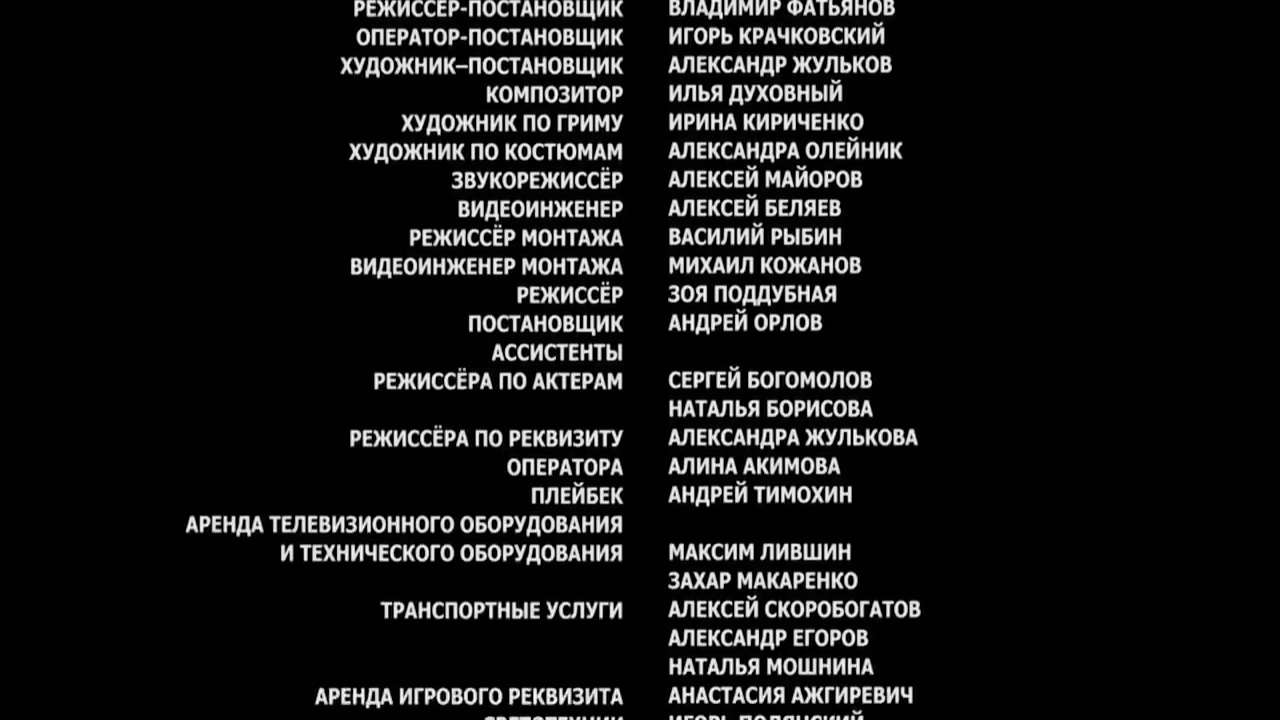 РЕЖИССЕР-ПОСТАНОВЩИК ВЛАДИМИР ФАТЬЯНОВ
ОПЕРАТОР-ПОСТАНОВЩИК ИГОРЬ КРАЧКОВСКИЙ
ХУДОЖНИК–ПОСТАНОВЩИК АЛЕКСАНДР ЖУЛЬКОВ
КОМПОЗИТОР ИЛЬЯ ДУХОВНЫЙ
ХУДОЖНИК ПО ГРИМУ ИРИНА КИРИЧЕНКО
ХУДОЖНИК ПО КОСТЮМАМ АЛЕКСАНДРА ОЛЕЙНИК
ЗВУКОРЕЖИССЁР АЛЕКСЕЙ МАЙОРОВ
ВИДЕОИНЖЕНЕР АЛЕКСЕЙ БЕЛЯЕВ
РЕЖИССЁР МОНТАЖА ВАСИЛИЙ РЫБИН
ВИДЕОИНЖЕНЕР МОНТАЖА МИХАИЛ КОЖАНОВ
РЕЖИССЁР ЗОЯ ПОДДУБНАЯ
ПОСТАНОВЩИК АНДРЕЙ ОРЛОВ
АССИСТЕНТЫ
РЕЖИССЁРА ПО АКТЕРАМ СЕРГЕЙ БОГОМОЛОВ
НАТАЛЬЯ БОРИСОВА
РЕЖИССЁРА ПО РЕКВИЗИТУ АЛЕКСАНДРА ЖУЛЬКОВА
ОПЕРАТОРА АЛИНА АКИМОВА
ПЛЕЙБЕК АНДРЕЙ ТИМОХИН
АРЕНДА ТЕЛЕВИЗИОННОГО ОБОРУДОВАНИЯ
И ТЕХНИЧЕСКОГО ОБОРУДОВАНИЯ МАКСИМ ЛИВШИН
ЗАХАР МАКАРЕНКО
ТРАНСПОРТНЫЕ УСЛУГИ АЛЕКСЕЙ СКОРОБОГАТОВ
АЛЕКСАНДР ЕГОРОВ
НАТАЛЬЯ МОШНИНА
АРЕНДА ИГРОВОГО РЕКВИЗИТА АНАСТАСИЯ АЖГИРЕВИЧ